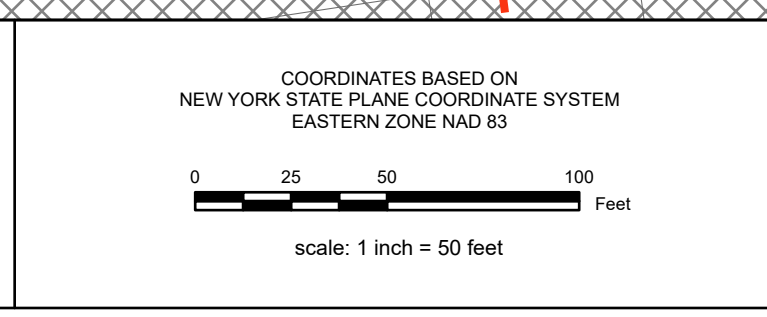 COORDINATES BASED ON
NEW YORK STATE PLANE COORDINATE SYSTEM
EASTERN ZONE NAD 83
0 25 50 100
Feet
scale: 1 inch = 50 feet